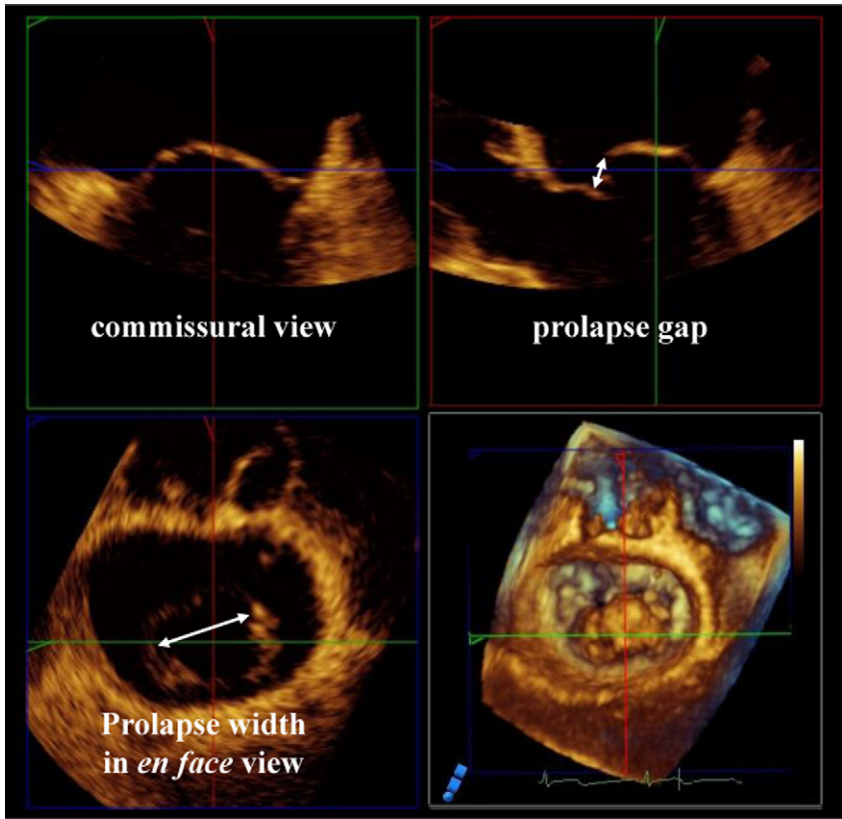 commissural view
prolapse gap
Prolapse width
in en face view